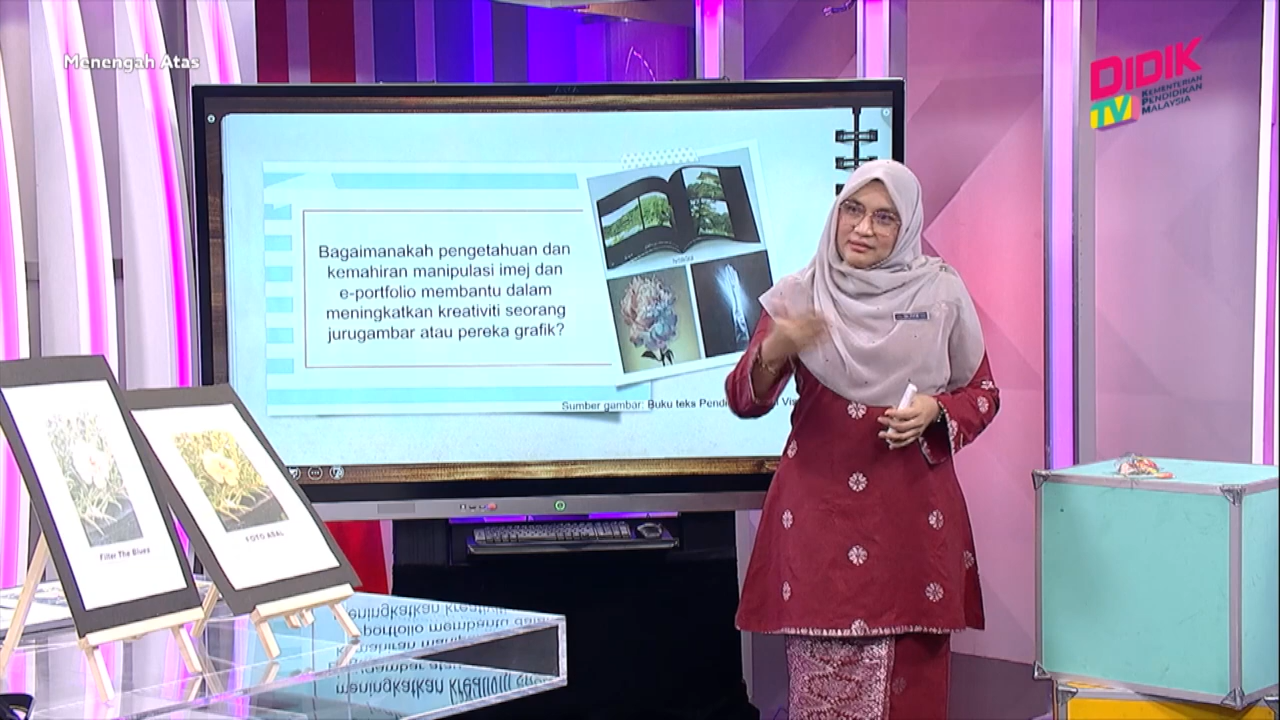 Menengah Atas
DIDIK
TV
KEMENTERIAN
PENDIDIKAN
MALAYSIA
Bagaimanakah pengetahuan dan
kemahiran manipulasi imej dan
e-portfolio membantu dalam
meningkatkan kreativiti seorang
jurugambar atau pereka grafik?
Sumber gambar: Buku teks
Filter The Blues
FOTO ASAL